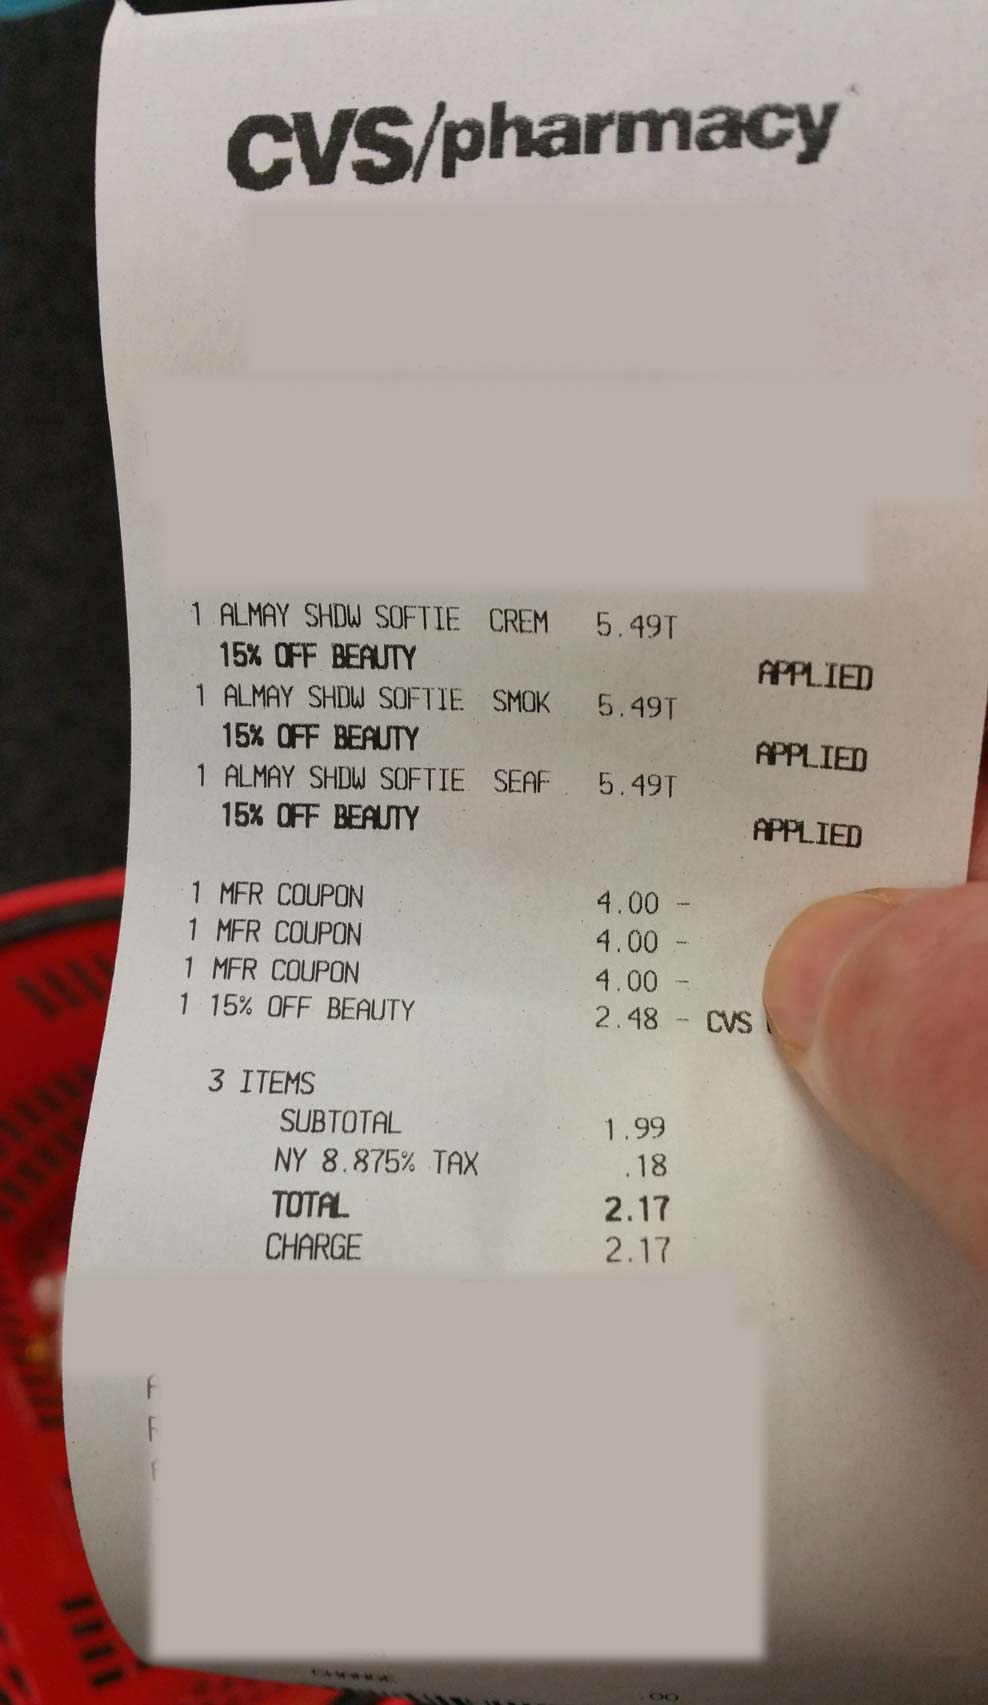 CVS/pharmacy
1 ALMAY SHDW SOFTIE CREM 5.49T
15% OFF BEAUTY APPLIED
1 ALMAY SHDW SOFTIE SMOK 5.49T
15% OFF BEAUTY APPLIED
1 ALMAY SHDW SOFTIE SEAF 5.49T
15% OFF BEAUTY APPLIED
1 MFR COUPON 4.00 -
1 MFR COUPON 4.00 -
1 MFR COUPON 4.00 -
1 15% OFF BEAUTY 2.48 - CVS
3 ITEMS
SUBTOTAL 1.99
NY 8.875% TAX .18
TOTAL 2.17
CHARGE 2.17
CHANGE .00